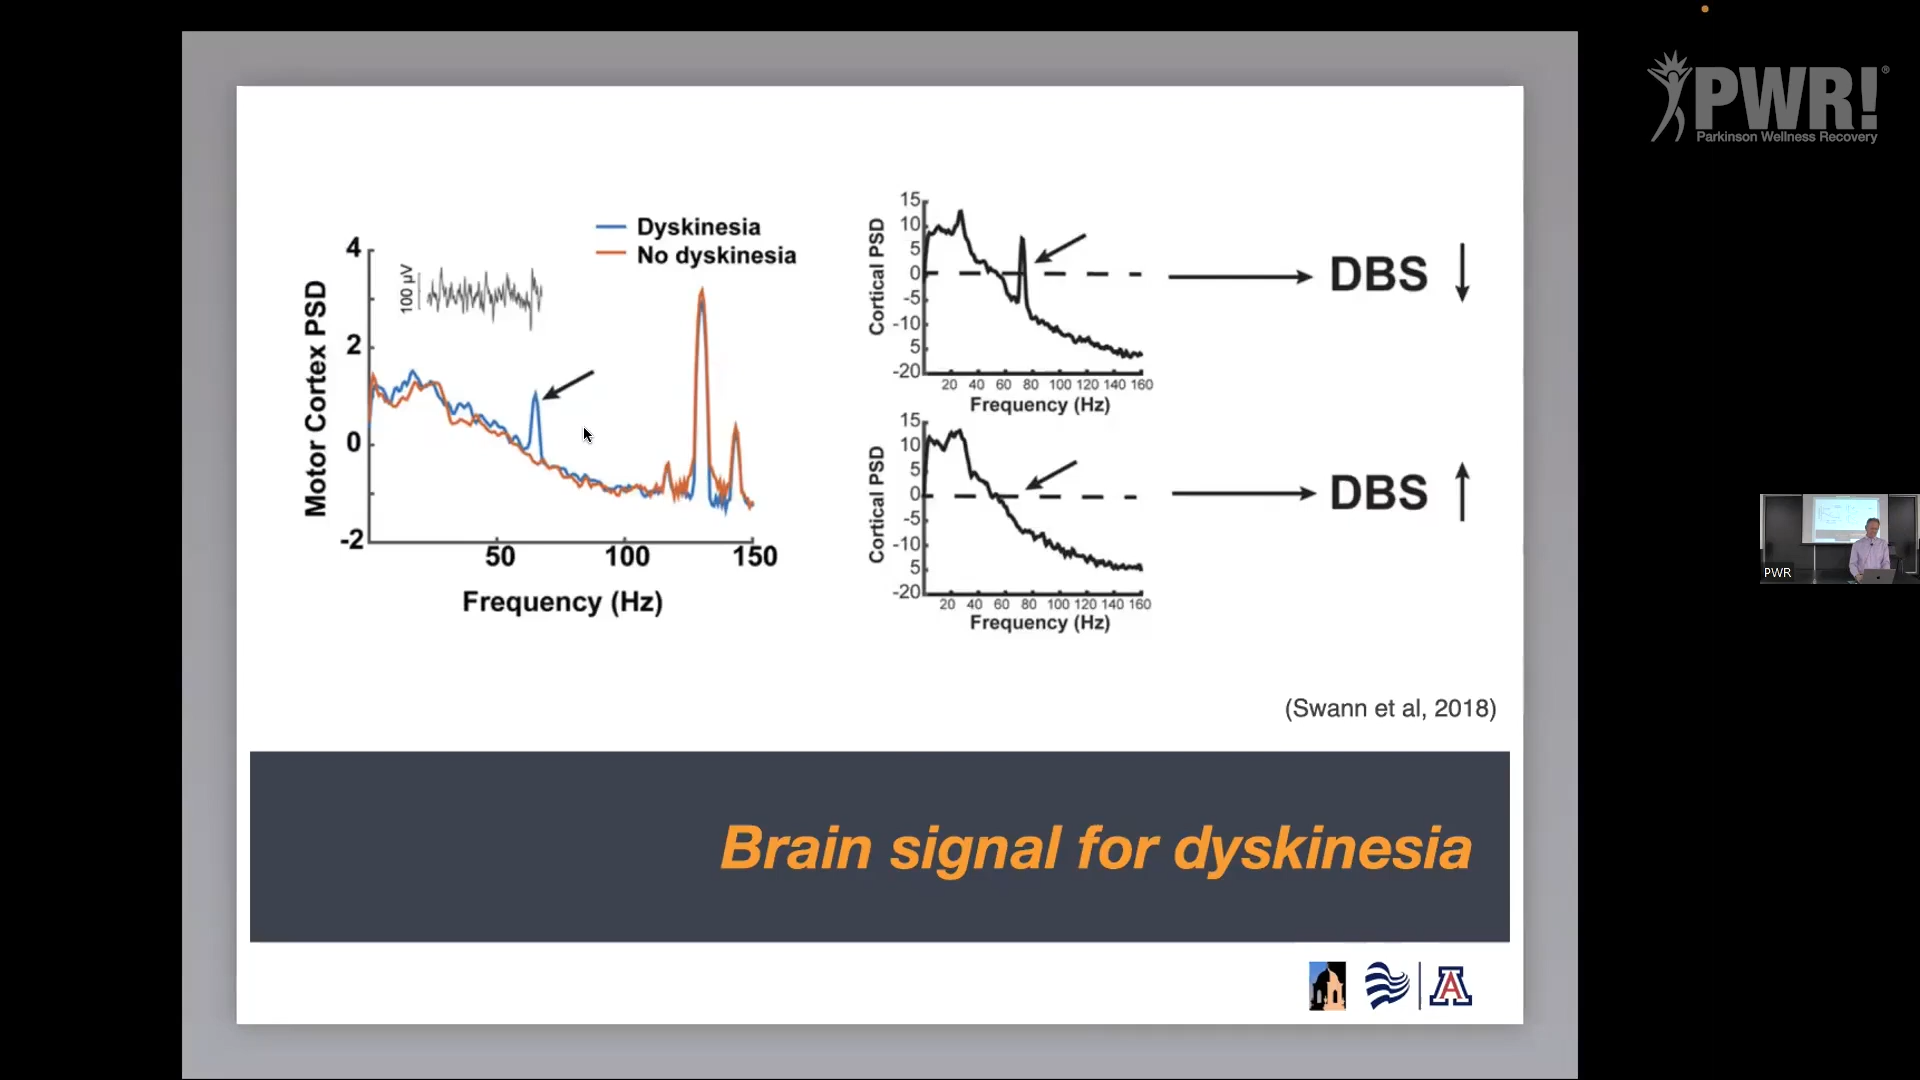 PWR!®
Parkinson Wellness Recovery
Dyskinesia
No dyskinesia
Motor Cortex PSD
4
2
0
-2
100 µV
50
100
150
Frequency (Hz)
Cortical PSD
15
10
5
0
-5
-10
5
-20
20 40 60 80 100 120 140 160
Frequency (Hz)
DBS
Cortical PSD
15
10
5
0
-5
-10
5
-20
20 40 60 80 100 120 140 160
Frequency (Hz)
DBS
PWR
(Swann et al, 2018)
Brain signal for dyskinesia
A